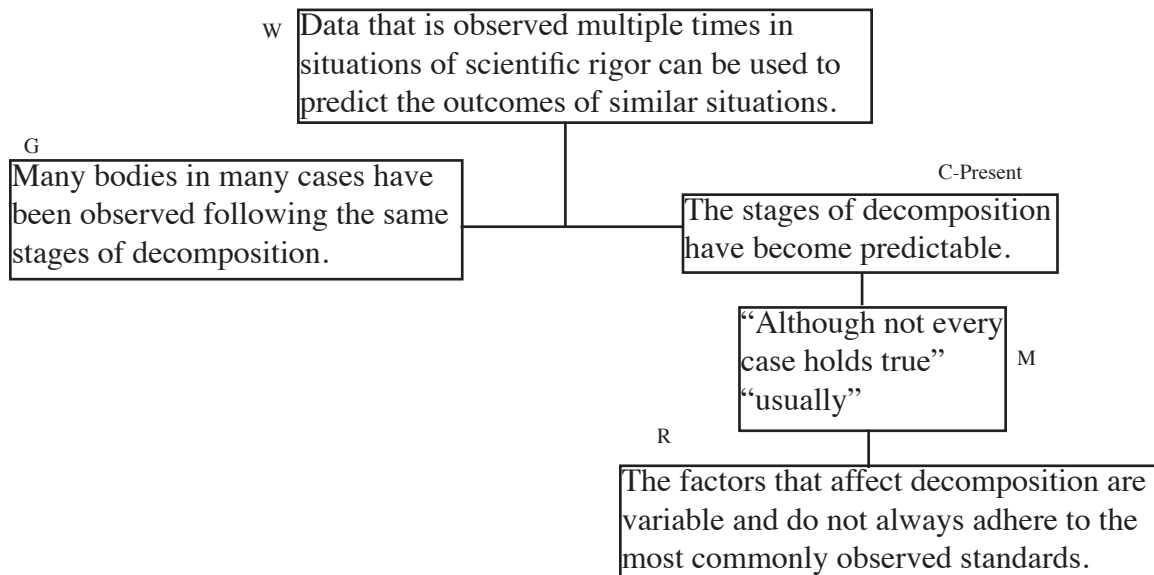 W
Data that is observed multiple times in
situations of scientific rigor can be used to
predict the outcomes of similar situations.
G
Many bodies in many cases have
been observed following the same
stages of decomposition.
C-Present
The stages of decomposition
have become predictable.
“Although not every
case holds true”
“usually”
M
R
The factors that affect decomposition are
variable and do not always adhere to the
most commonly observed standards.